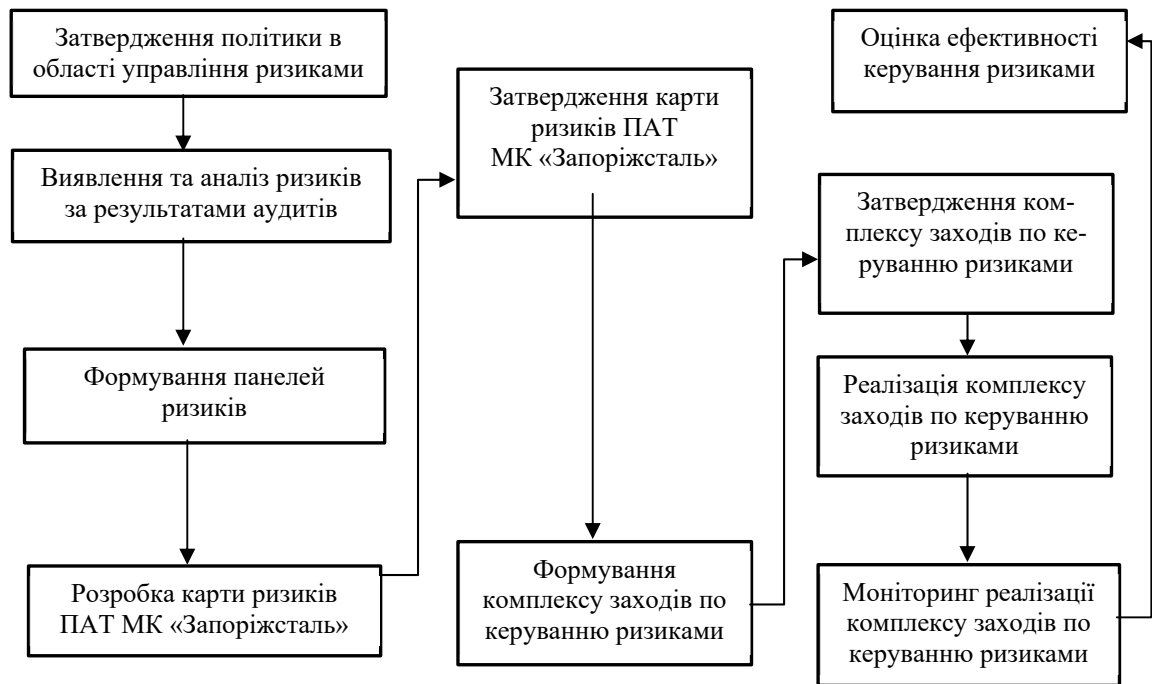 Затвердження політики в
області управління ризиками
Виявлення та аналіз ризиків
за результатами аудитів
Формування панелей
ризиків
Розробка карти ризиків
ПАТ МК «Запоріжсталь»
Затвердження карти
ризиків ПАТ
МК «Запоріжсталь»
Формування
комплексу заходів по
керуванню ризиками
Затвердження ком-
плексу заходів по ке-
руванню ризиками
Реалізація комплексу
заходів по керуванню
ризиками
Моніторинг реалізації
комплексу заходів по
керуванню ризиками
Оцінка ефективності
керування ризиками